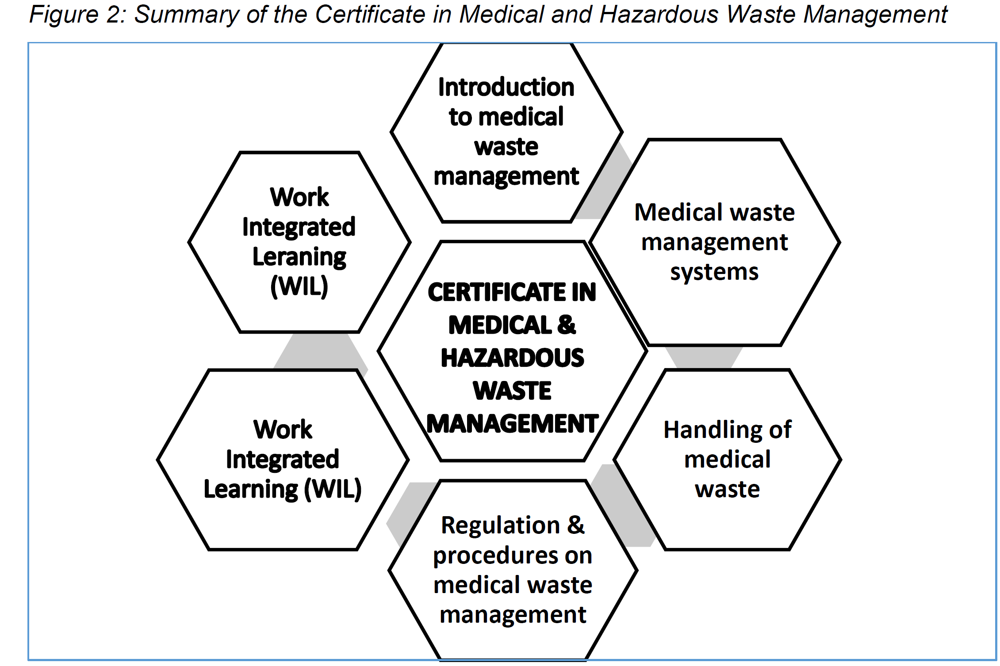 Figure 2: Summary of the Certificate in Medical and Hazardous Waste Management
Introduction
to medical
waste
management
Medical waste
management
systems
Handling of
medical
waste
Regulation &
procedures on
medical waste
management
Work
Integrated
Learning (WIL)
Work
Integrated
Leraning
(WIL)
CERTIFICATE IN
MEDICAL &
HAZARDOUS
WASTE
MANAGEMENT